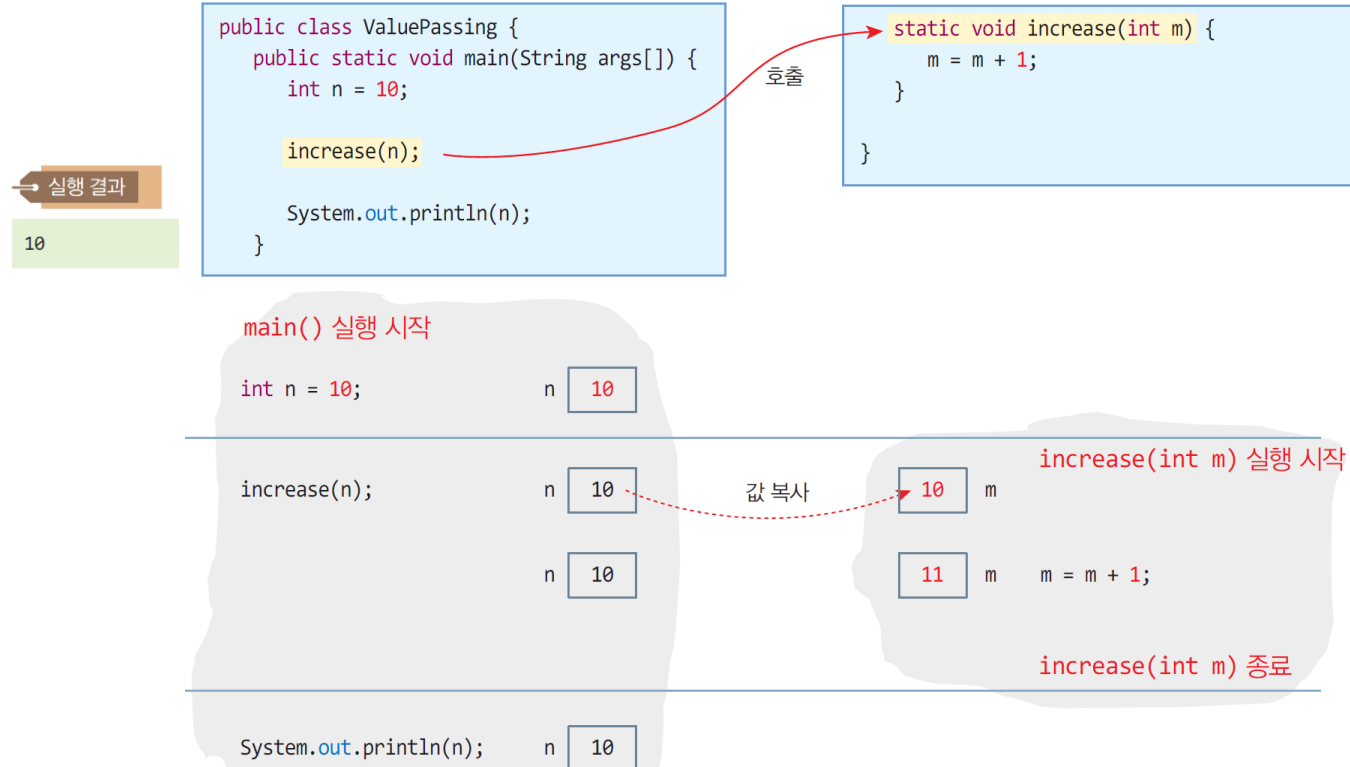 public class ValuePassing {
public static void main(String args[]) {
int n = 10;
increase(n);
System.out.println(n);
}
호출
static void increase(int m) {
m = m + 1;
}
}
실행 결과
10
main() 실행 시작
int n = 10;
n 10
increase(int m) 실행 시작
increase(n);
n 10
값 복사
10 m
n 10
11 m
m = m + 1;
increase(int m) 종료
System.out.println(n);
n 10